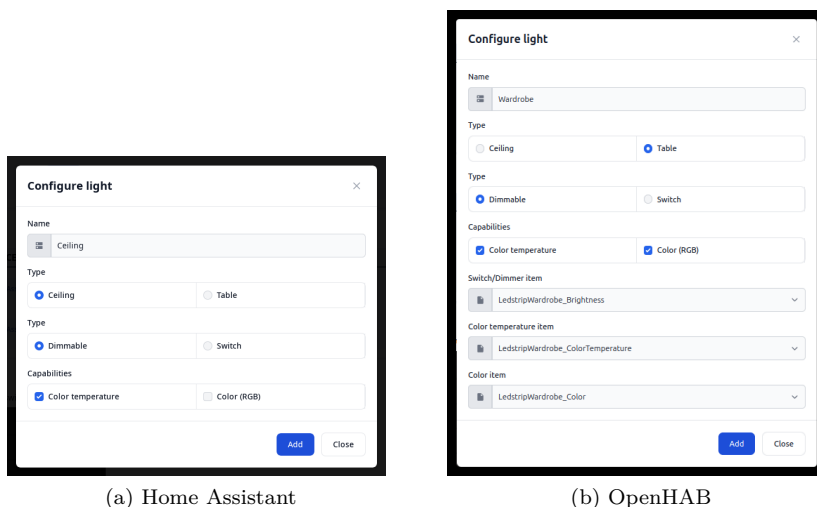 Configure light
Name
Ceiling
Type
Ceiling
Table
Type
Dimmable
Switch
Capabilities
Color temperature
Color (RGB)
Add
Close
(a) Home Assistant
Configure light
Name
Wardrobe
Type
Ceiling
Table
Type
Dimmable
Switch
Capabilities
Color temperature
Color (RGB)
Switch/Dimmer item
LedstripWardrobe_Brightness
Color temperature item
LedstripWardrobe_ColorTemperature
Color item
LedstripWardrobe_Color
Add
Close
(b) OpenHAB